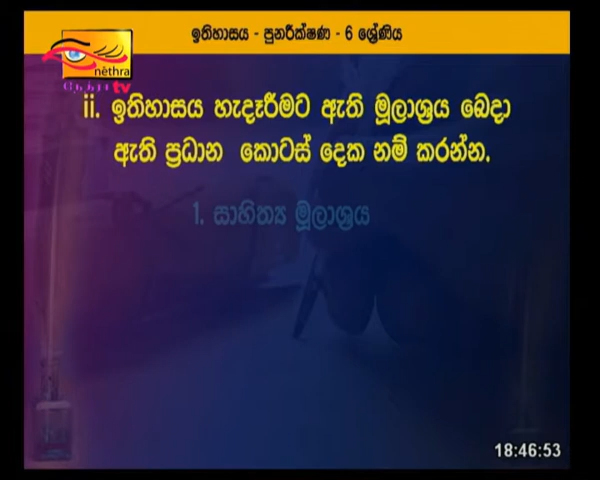 ඉතිහාසය - පුනරීක්ෂණ - 6 ශ්‍රේණිය
nēthra
நேத்ரா tv
ii. ඉතිහාසය හැදෑරීමට ඇති මූලාශ්‍රය බෙදා
ඇති ප්‍රධාන කොටස් දෙක නම් කරන්න.
1. සාහිත්‍ය මූලාශ්‍රය
18:46:53